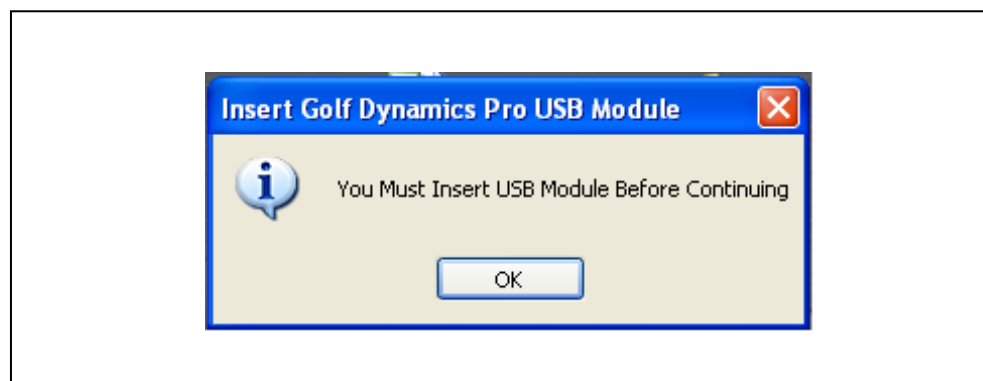 Insert Golf Dynamics Pro USB Module
You Must Insert USB Module Before Continuing
OK